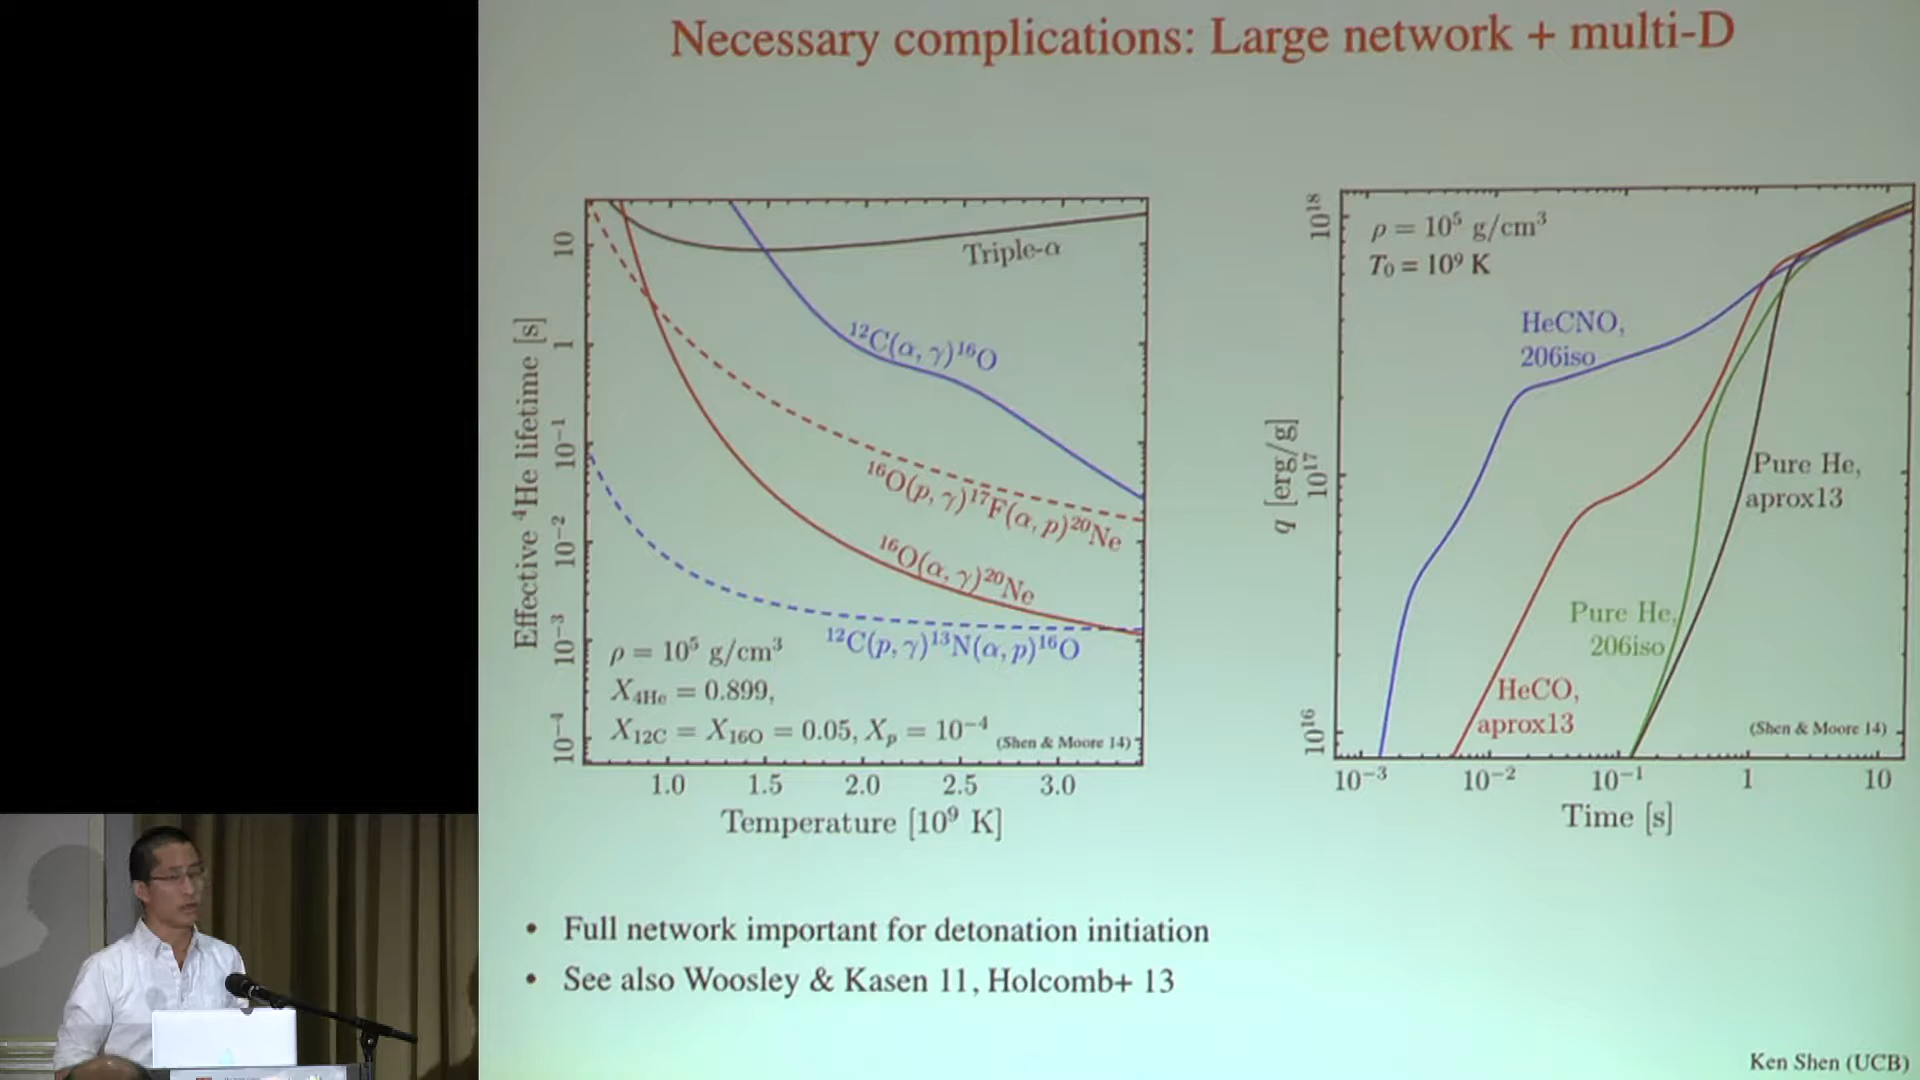 Necessary complications: Large network + multi-D
Effective ⁴He lifetime [s]
10
1
10⁻¹
10⁻²
10⁻³
10⁻⁴
Triple-α
¹²C(α, γ)¹⁶O
¹⁶O(p, γ)¹⁷F(α, p)²⁰Ne
¹⁶O(α, γ)²⁰Ne
¹²C(p, γ)¹³N(α, p)¹⁶O
ρ = 10⁵ g/cm³
X₄He = 0.899,
X₁₂C = X₁₆O = 0.05, Xₚ = 10⁻⁴
(Shen & Moore 14)
1.0 1.5 2.0 2.5 3.0
Temperature [10⁹ K]
q [erg/g]
10¹⁸
10¹⁷
10¹⁶
ρ = 10⁵ g/cm³
T₀ = 10⁹ K
HeCNO,
206iso
Pure He,
aprox13
Pure He,
206iso
HeCO,
aprox13
(Shen & Moore 14)
10⁻³ 10⁻² 10⁻¹ 1 10
Time [s]
• Full network important for detonation initiation
• See also Woosley & Kasen 11, Holcomb+ 13
Ken Shen (UCB)